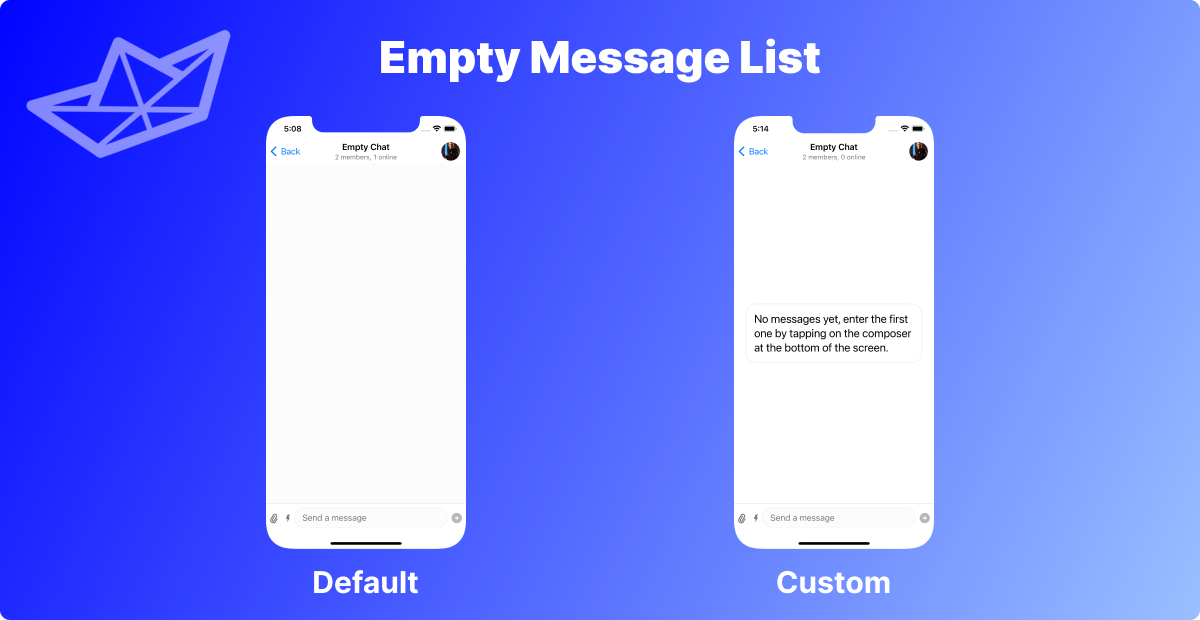 Empty Message List
5:08
Back
Empty Chat
2 members, 1 online
Send a message
Default
5:14
Back
Empty Chat
2 members, 0 online
No messages yet, enter the first
one by tapping on the composer
at the bottom of the screen.
Send a message
Custom